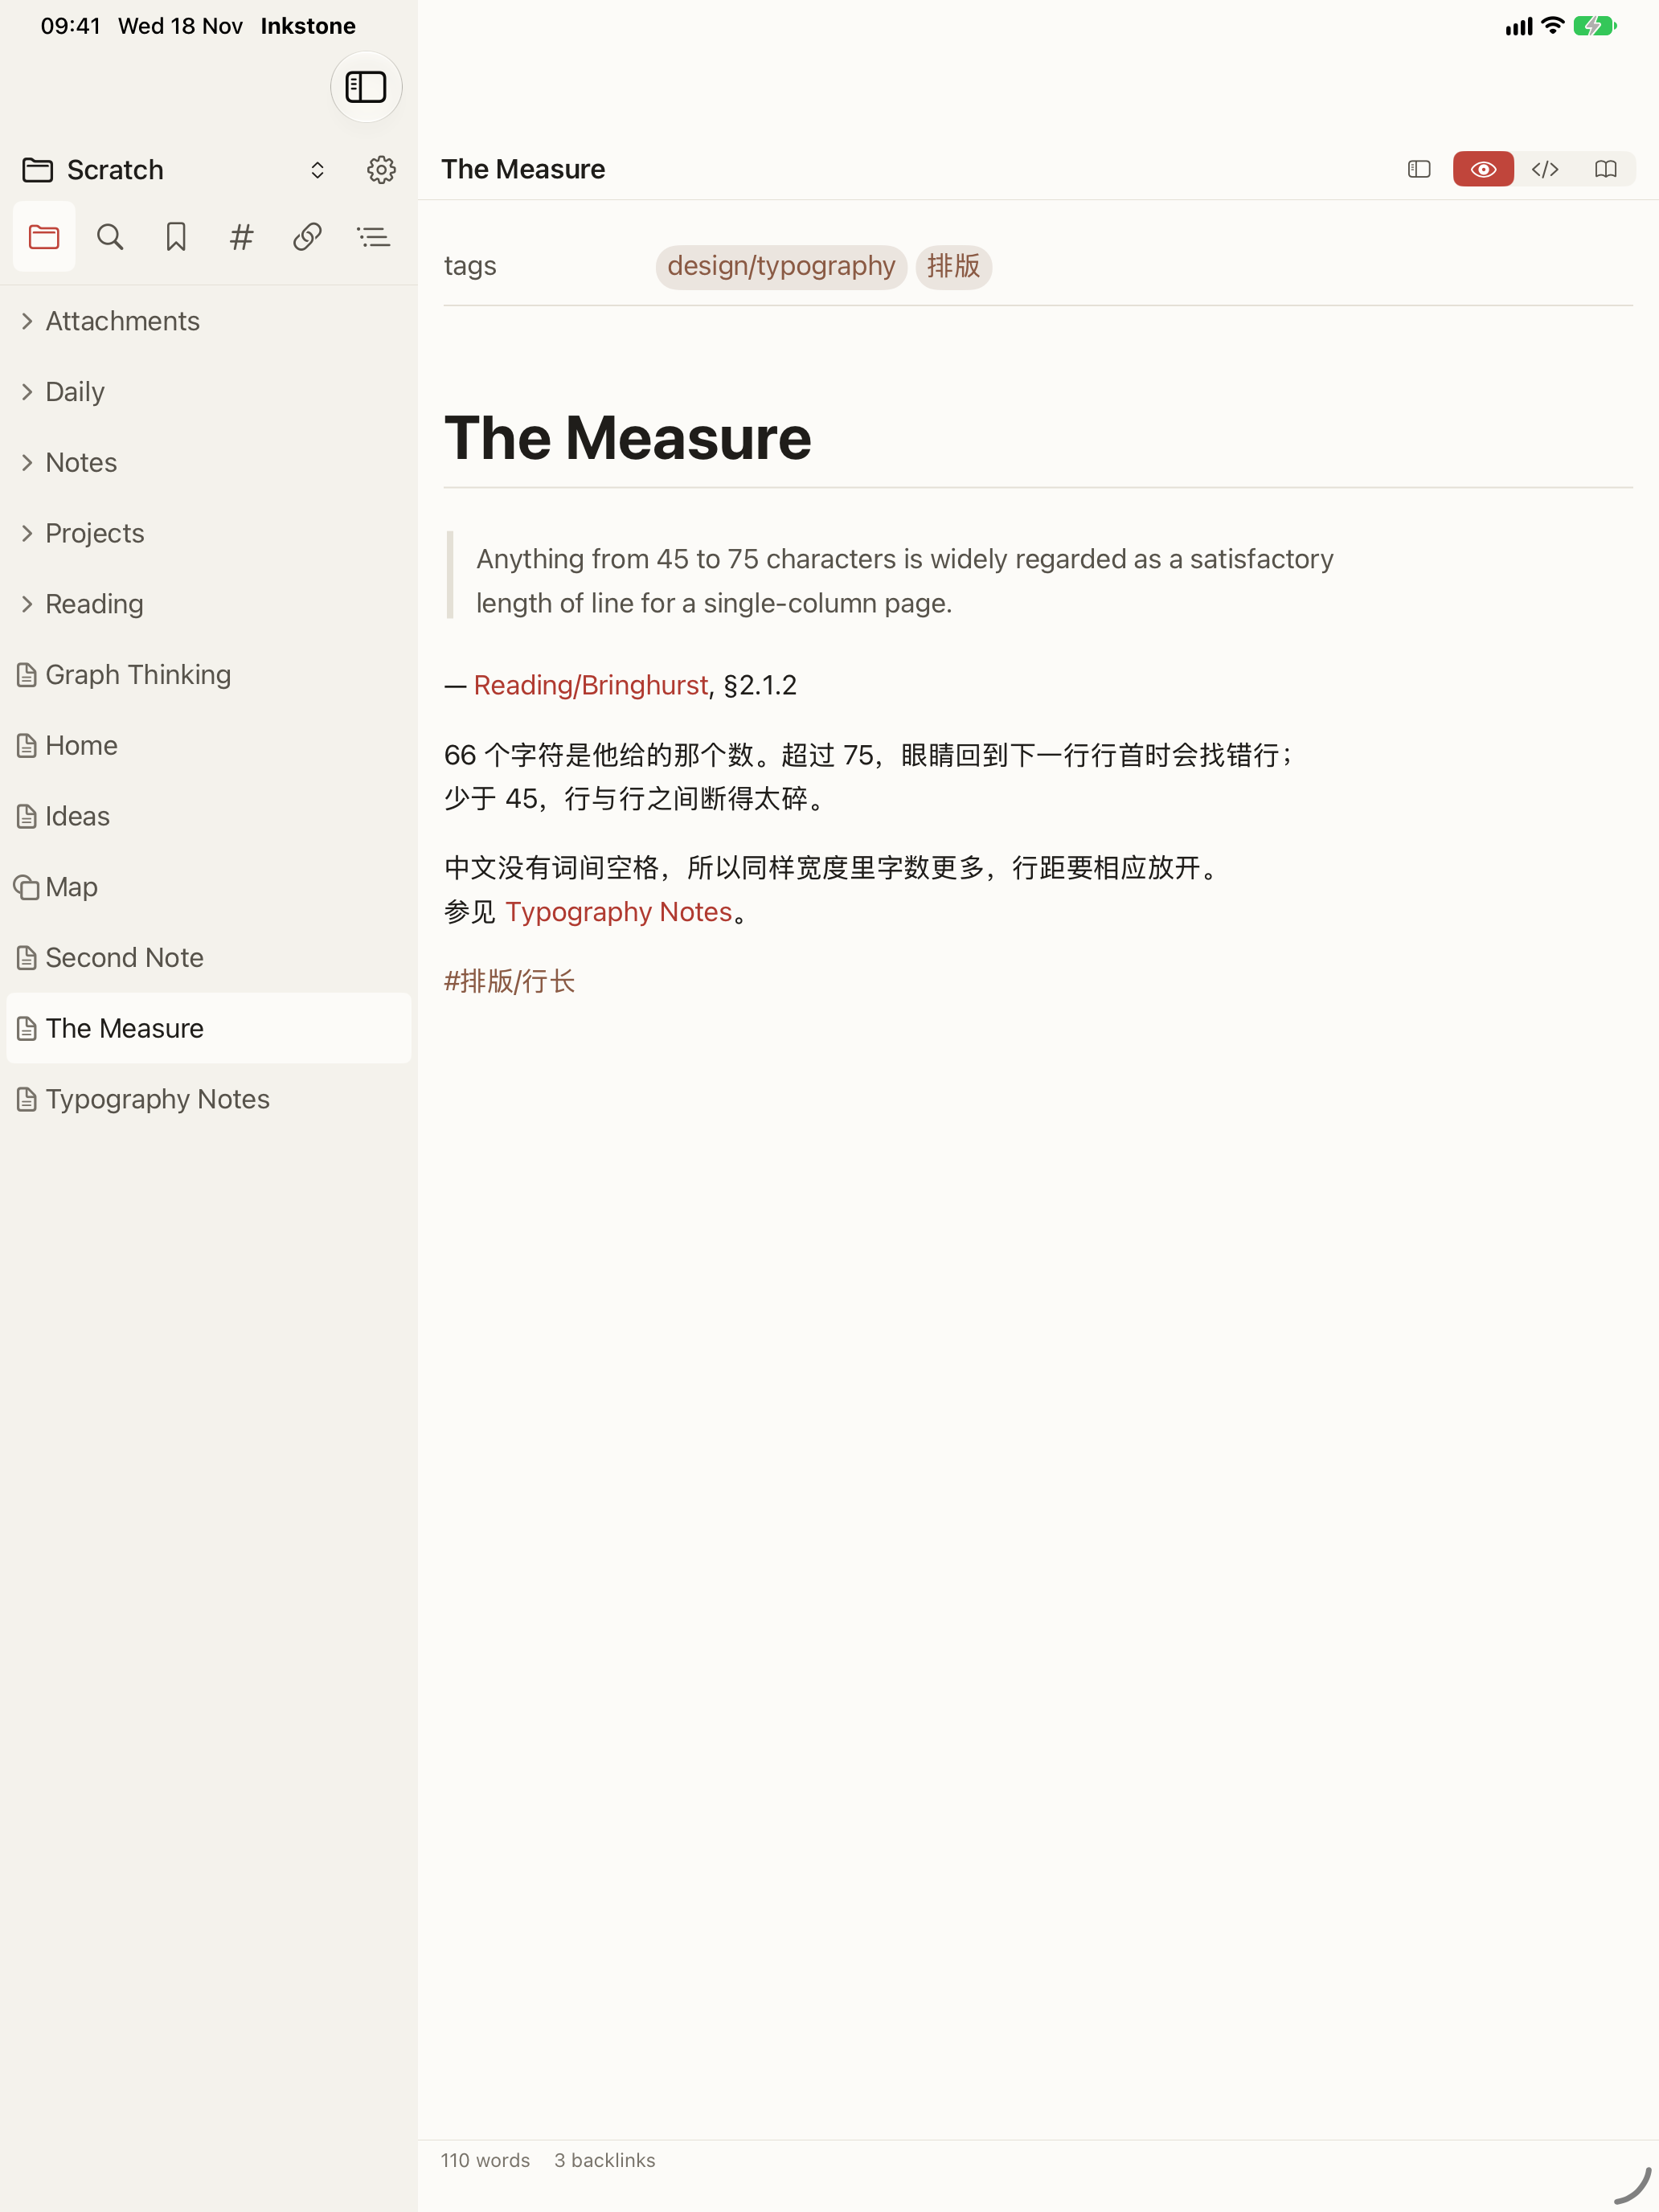 09:41 Wed 18 Nov Inkstone
Scratch
The Measure
Attachments
Daily
Notes
Projects
Reading
Graph Thinking
Home
Ideas
Map
Second Note
The Measure
Typography Notes
tags design/typography 排版
The Measure
Anything from 45 to 75 characters is widely regarded as a satisfactory
length of line for a single-column page.
— Reading/Bringhurst, §2.1.2
66 个字符是他给的那个数。超过 75，眼睛回到下一行行首时会找错行；
少于 45，行与行之间断得太碎。
中文没有词间空格，所以同样宽度里字数更多，行距要相应放开。
参见 Typography Notes。
#排版/行长
110 words 3 backlinks